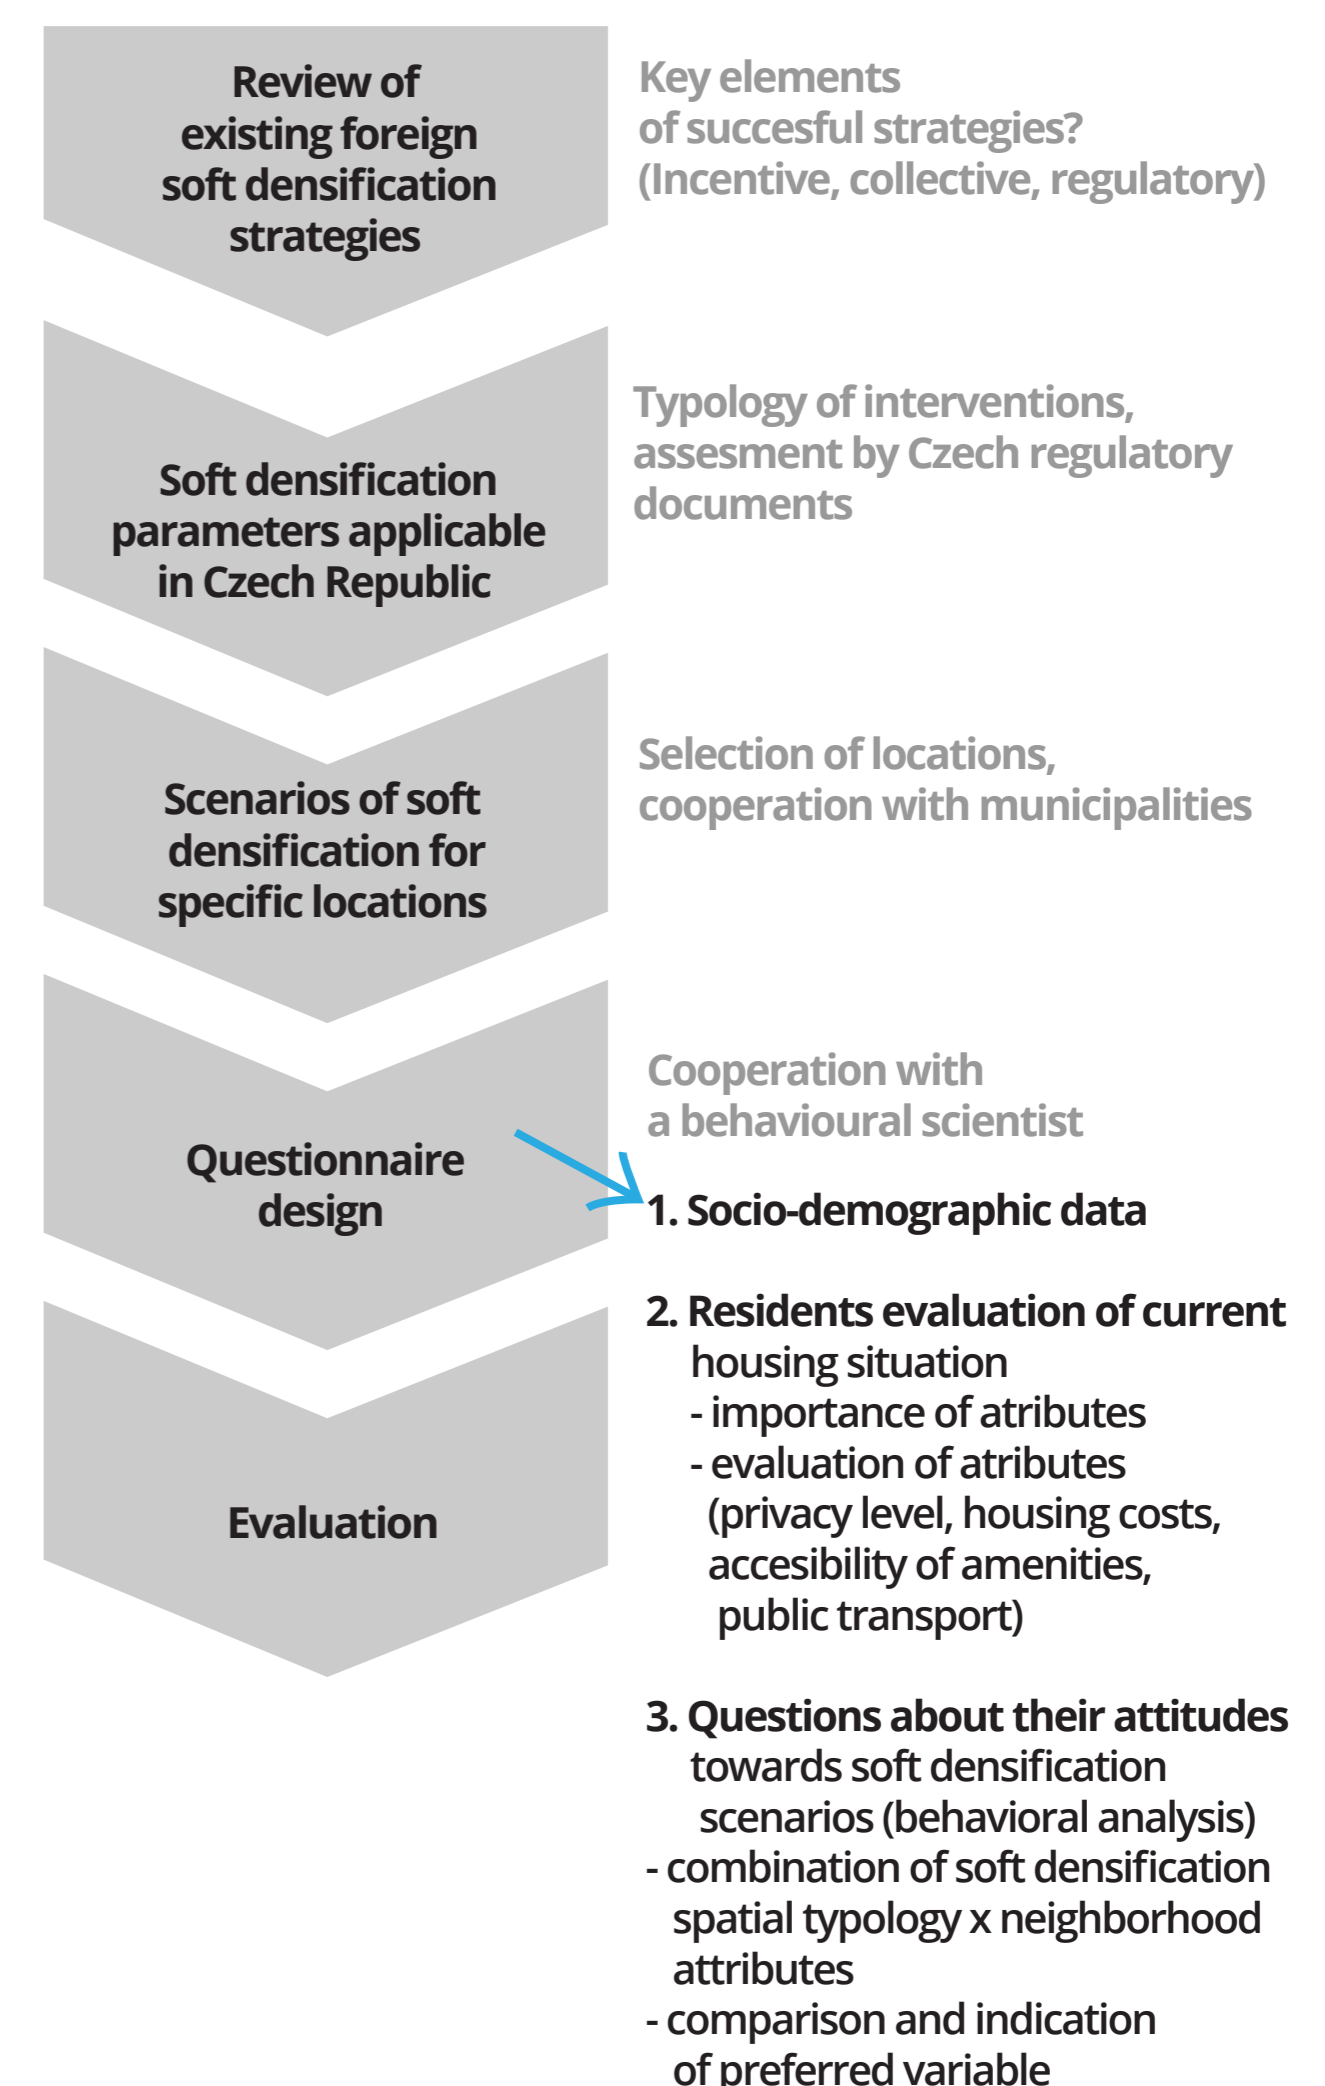 Review of
existing foreign
soft densification
strategies
Key elements
of succesful strategies?
(Incentive, collective, regulatory)
Soft densification
parameters applicable
in Czech Republic
Typology of interventions,
assesment by Czech regulatory
documents
Scenarios of soft
densification for
specific locations
Selection of locations,
cooperation with municipalities
Questionnaire
design
Cooperation with
a behavioural scientist
1. Socio-demographic data
2. Residents evaluation of current
housing situation
- importance of atributes
- evaluation of atributes
(privacy level, housing costs,
accesibility of amenities,
public transport)
3. Questions about their attitudes
towards soft densification
scenarios (behavioral analysis)
- combination of soft densification
spatial typology x neighborhood
attributes
- comparison and indication
of preferred variable
Evaluation